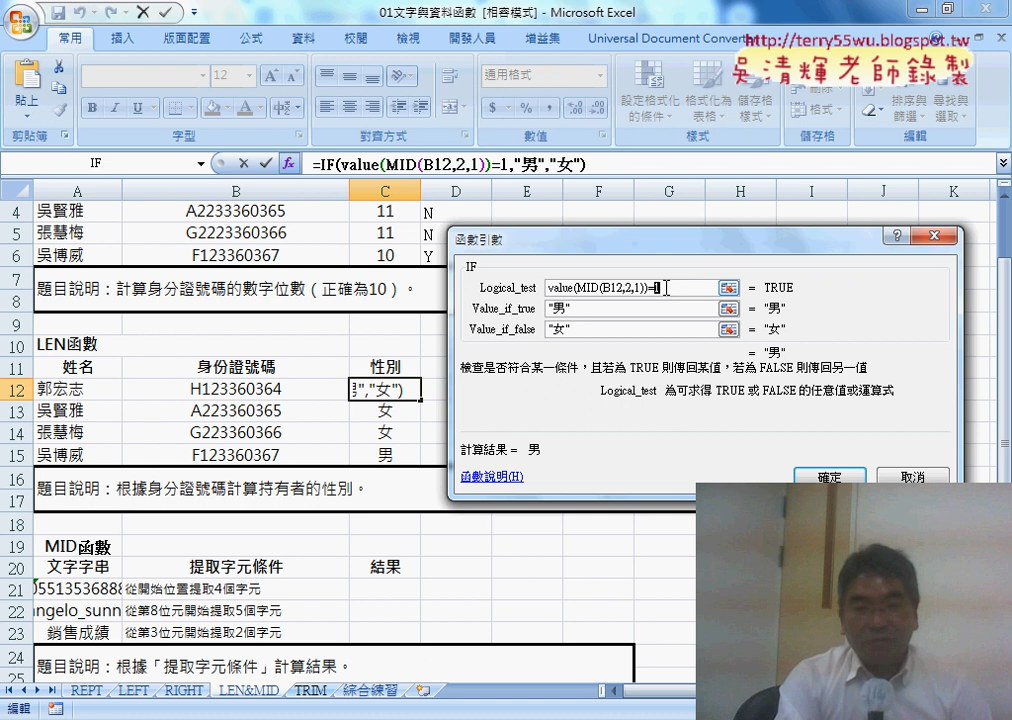 01文字與資料函數 [相容模式] - Microsoft Excel
常用 插入 版面配置 公式 資料 校閱 檢視 開發人員 增益集 Universal Document Converter
http://terry55wu.blogspot.tw
吳清輝老師錄製
貼上 12 通用格式 設定格式化的條件 格式化為表格 儲存格樣式 刪除 格式 排序與篩選 尋找與選取
剪貼簿 字型 對齊方式 數值 樣式 儲存格 編輯
IF =IF(value(MID(B12,2,1))=1,"男","女")
A B C D E F G H I J K
4 吳賢雅 A2233360365 11 N
5 張慧梅 G2223360366 11 N
6 吳博威 F123360367 10 Y
7 題目說明：計算身分證號碼的數字位數（正確為10）。
8
9
10 LEN函數
11 姓名 身份證號碼 性別
12 郭宏志 H123360364 ","女")
13 吳賢雅 A223360365 女
14 張慧梅 G223360366 女
15 吳博威 F123360367 男
16 題目說明：根據身分證號碼計算持有者的性別。
17
18
19 MID函數
20 文字字串 提取字元條件 結果
21 0551353688 從開始位置提取4個字元
22 angelo_sunn 從第8位元開始提取5個字元
23 銷售成績 從第3位元開始提取2個字元
24 題目說明：根據「提取字元條件」計算結果。
25
函數引數
IF
Logical_test value(MID(B12,2,1))=1 = TRUE
Value_if_true "男" = "男"
Value_if_false "女" = "女"
= "男"
檢查是否符合某一條件，且若為 TRUE 則傳回某值，若為 FALSE 則傳回另一值
Logical_test 為可求得 TRUE 或 FALSE 的任意值或運算式
計算結果 = 男
函數說明(H) 確定 取消
REPT LEFT RIGHT LEN&MID TRIM 綜合練習
編輯